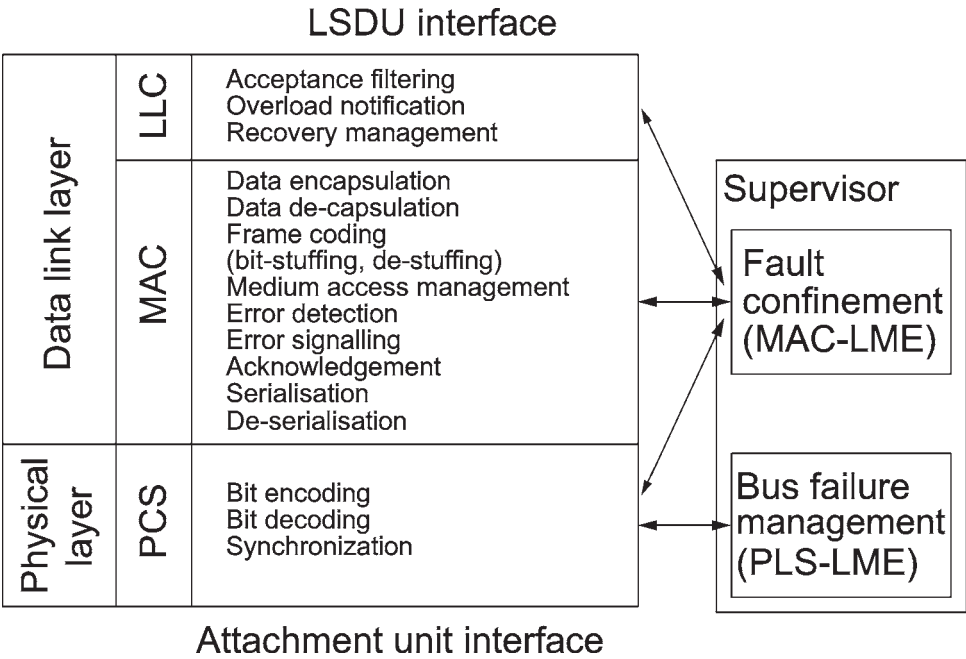 LSDU interface
Data link layer
LLC
Acceptance filtering
Overload notification
Recovery management
MAC
Data encapsulation
Data de-capsulation
Frame coding
(bit-stuffing, de-stuffing)
Medium access management
Error detection
Error signalling
Acknowledgement
Serialisation
De-serialisation
Physical
layer
PCS
Bit encoding
Bit decoding
Synchronization
Supervisor
Fault
confinement
(MAC-LME)
Bus failure
management
(PLS-LME)
Attachment unit interface